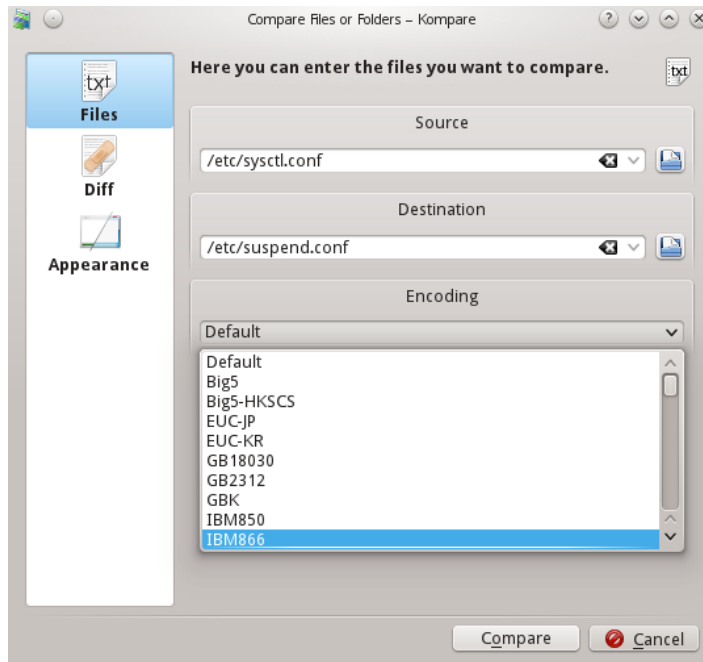 Compare Files or Folders – Kompare
txt
Files
Diff
Appearance
Here you can enter the files you want to compare.
txt
Source
/etc/sysctl.conf
Destination
/etc/suspend.conf
Encoding
Default
Default
Big5
Big5-HKSCS
EUC-JP
EUC-KR
GB18030
GB2312
GBK
IBM850
IBM866
Compare
Cancel